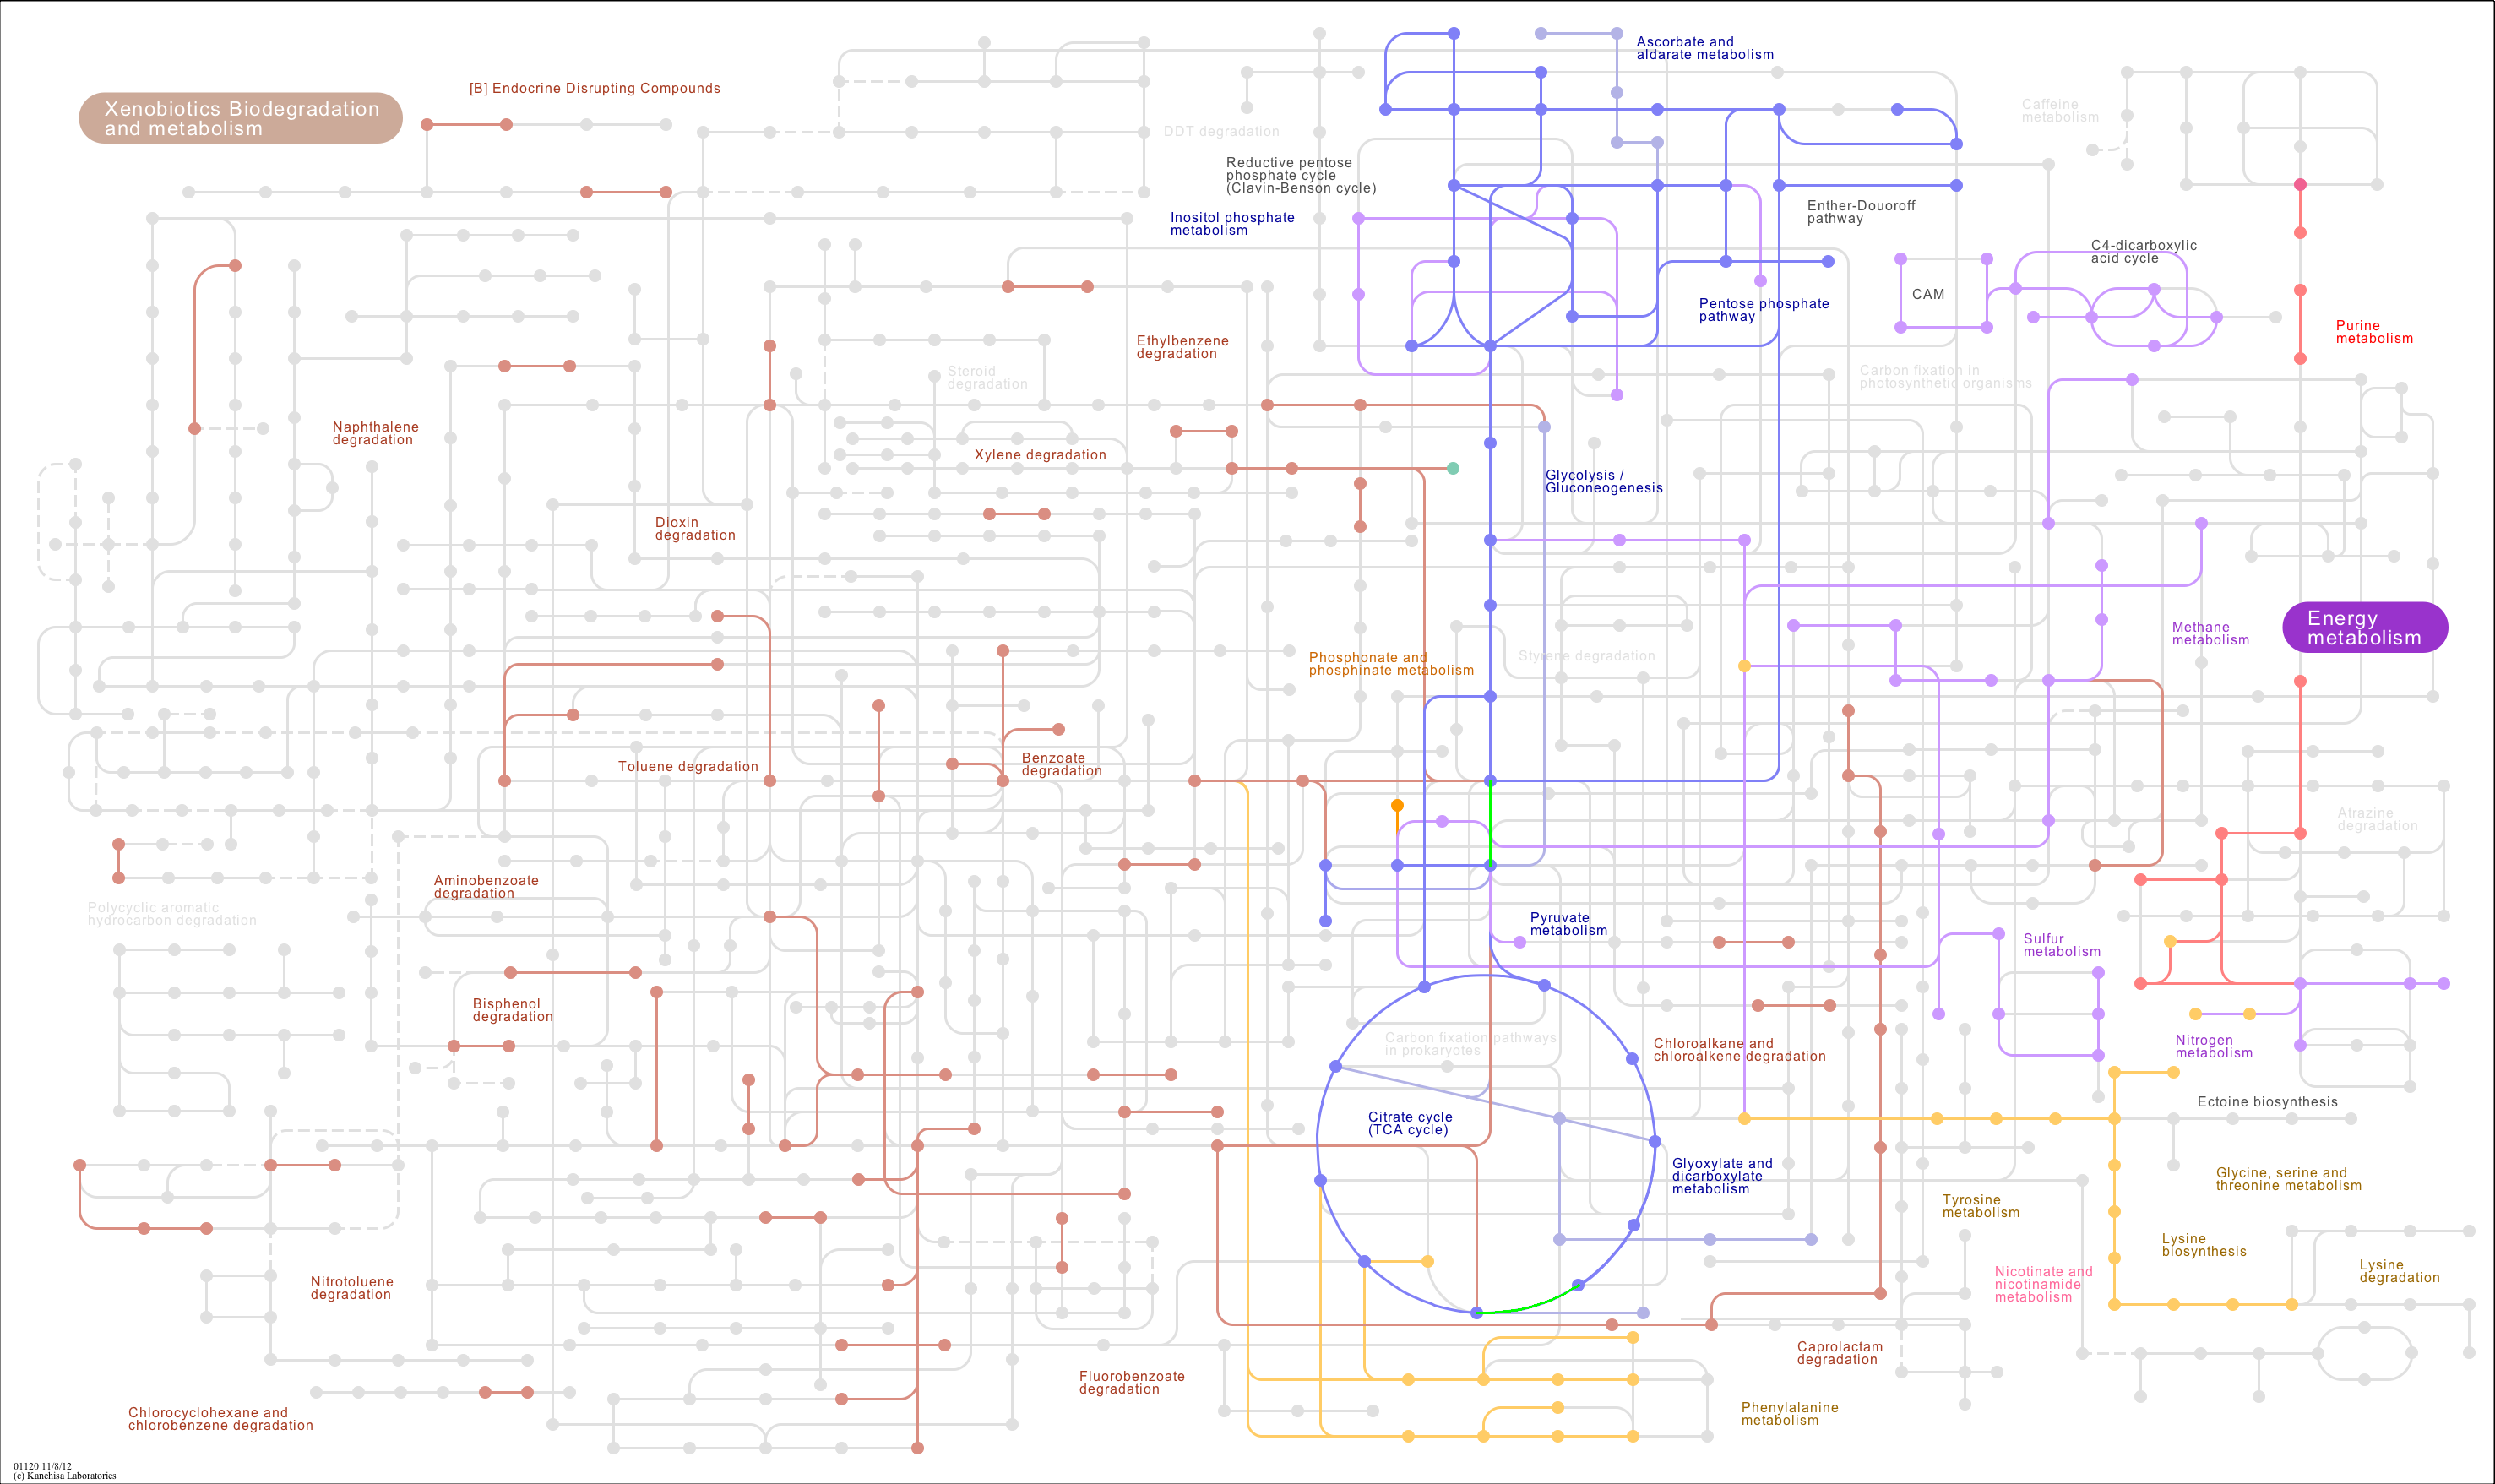 Ascorbate and
aldarate metabolism
[B] Endocrine Disrupting Compounds
Xenobiotics Biodegradation
and metabolism
Caffeine
metabolism
DDT degradation
Reductive pentose
phosphate cycle
(Clavin-Benson cycle)
Enther-Douoroff
pathway
Inositol phosphate
metabolism
C4-dicarboxylic
acid cycle
CAM
Pentose phosphate
pathway
Purine
metabolism
Ethylbenzene
degradation
Steroid
degradation
Carbon fixation in
photosynthetic organisms
Naphthalene
degradation
Xylene degradation
Glycolysis /
Gluconeogenesis
Dioxin
degradation
Energy
metabolism
Methane
metabolism
Phosphonate and
phosphinate metabolism
Styrene degradation
Toluene degradation
Benzoate
degradation
Atrazine
degradation
Aminobenzoate
degradation
Polycyclic aromatic
hydrocarbon degradation
Pyruvate
metabolism
Sulfur
metabolism
Bisphenol
degradation
Carbon fixation pathways
in prokaryotes
Chloroalkane and
chloroalkene degradation
Nitrogen
metabolism
Ectoine biosynthesis
Citrate cycle
(TCA cycle)
Glyoxylate and
dicarboxylate
metabolism
Glycine, serine and
threonine metabolism
Tyrosine
metabolism
Lysine
biosynthesis
Lysine
degradation
Nicotinate and
nicotinamide
metabolism
Nitrotoluene
degradation
Caprolactam
degradation
Fluorobenzoate
degradation
Phenylalanine
metabolism
Chlorocyclohexane and
chlorobenzene degradation
01120 11/8/12
(c) Kanehisa Laboratories